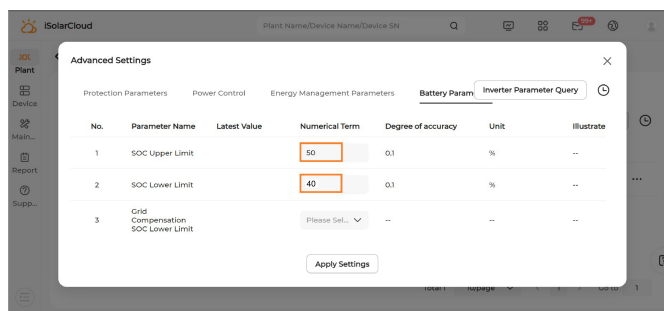 iSolarCloud
Plant Name/Device Name/Device SN
99+
Plant
Device
Main...
Report
Supp...
Advanced Settings
Protection Parameters Power Control Energy Management Parameters Battery Param Inverter Parameter Query
No. Parameter Name Latest Value Numerical Term Degree of accuracy Unit Illustrate
1 SOC Upper Limit 50 0.1 % --
2 SOC Lower Limit 40 0.1 % --
3 Grid Compensation SOC Lower Limit Please Sel... -- -- --
Apply Settings
Total 1 10/page < 1 > Go to 1